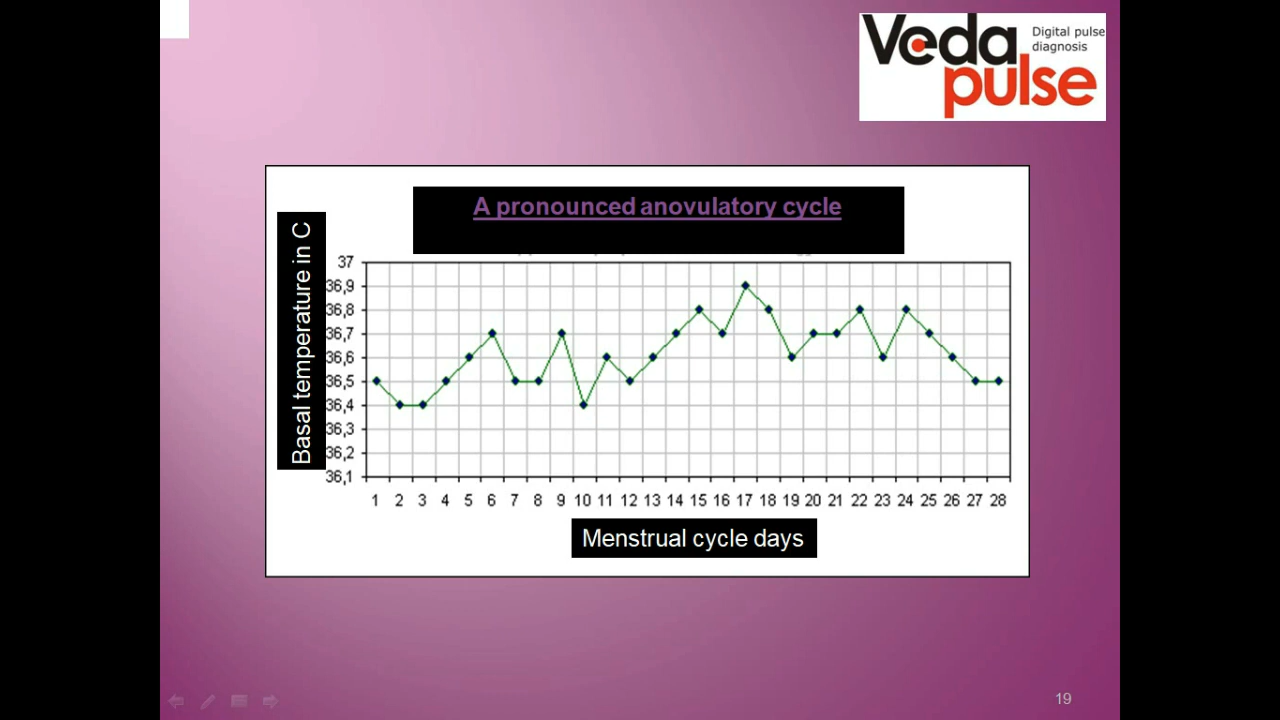 Veda
pulse
Digital pulse
diagnosis
A pronounced anovulatory cycle
Basal temperature in C
37
36,9
36,8
36,7
36,6
36,5
36,4
36,3
36,2
36,1
1 2 3 4 5 6 7 8 9 10 11 12 13 14 15 16 17 18 19 20 21 22 23 24 25 26 27 28
Menstrual cycle days
19